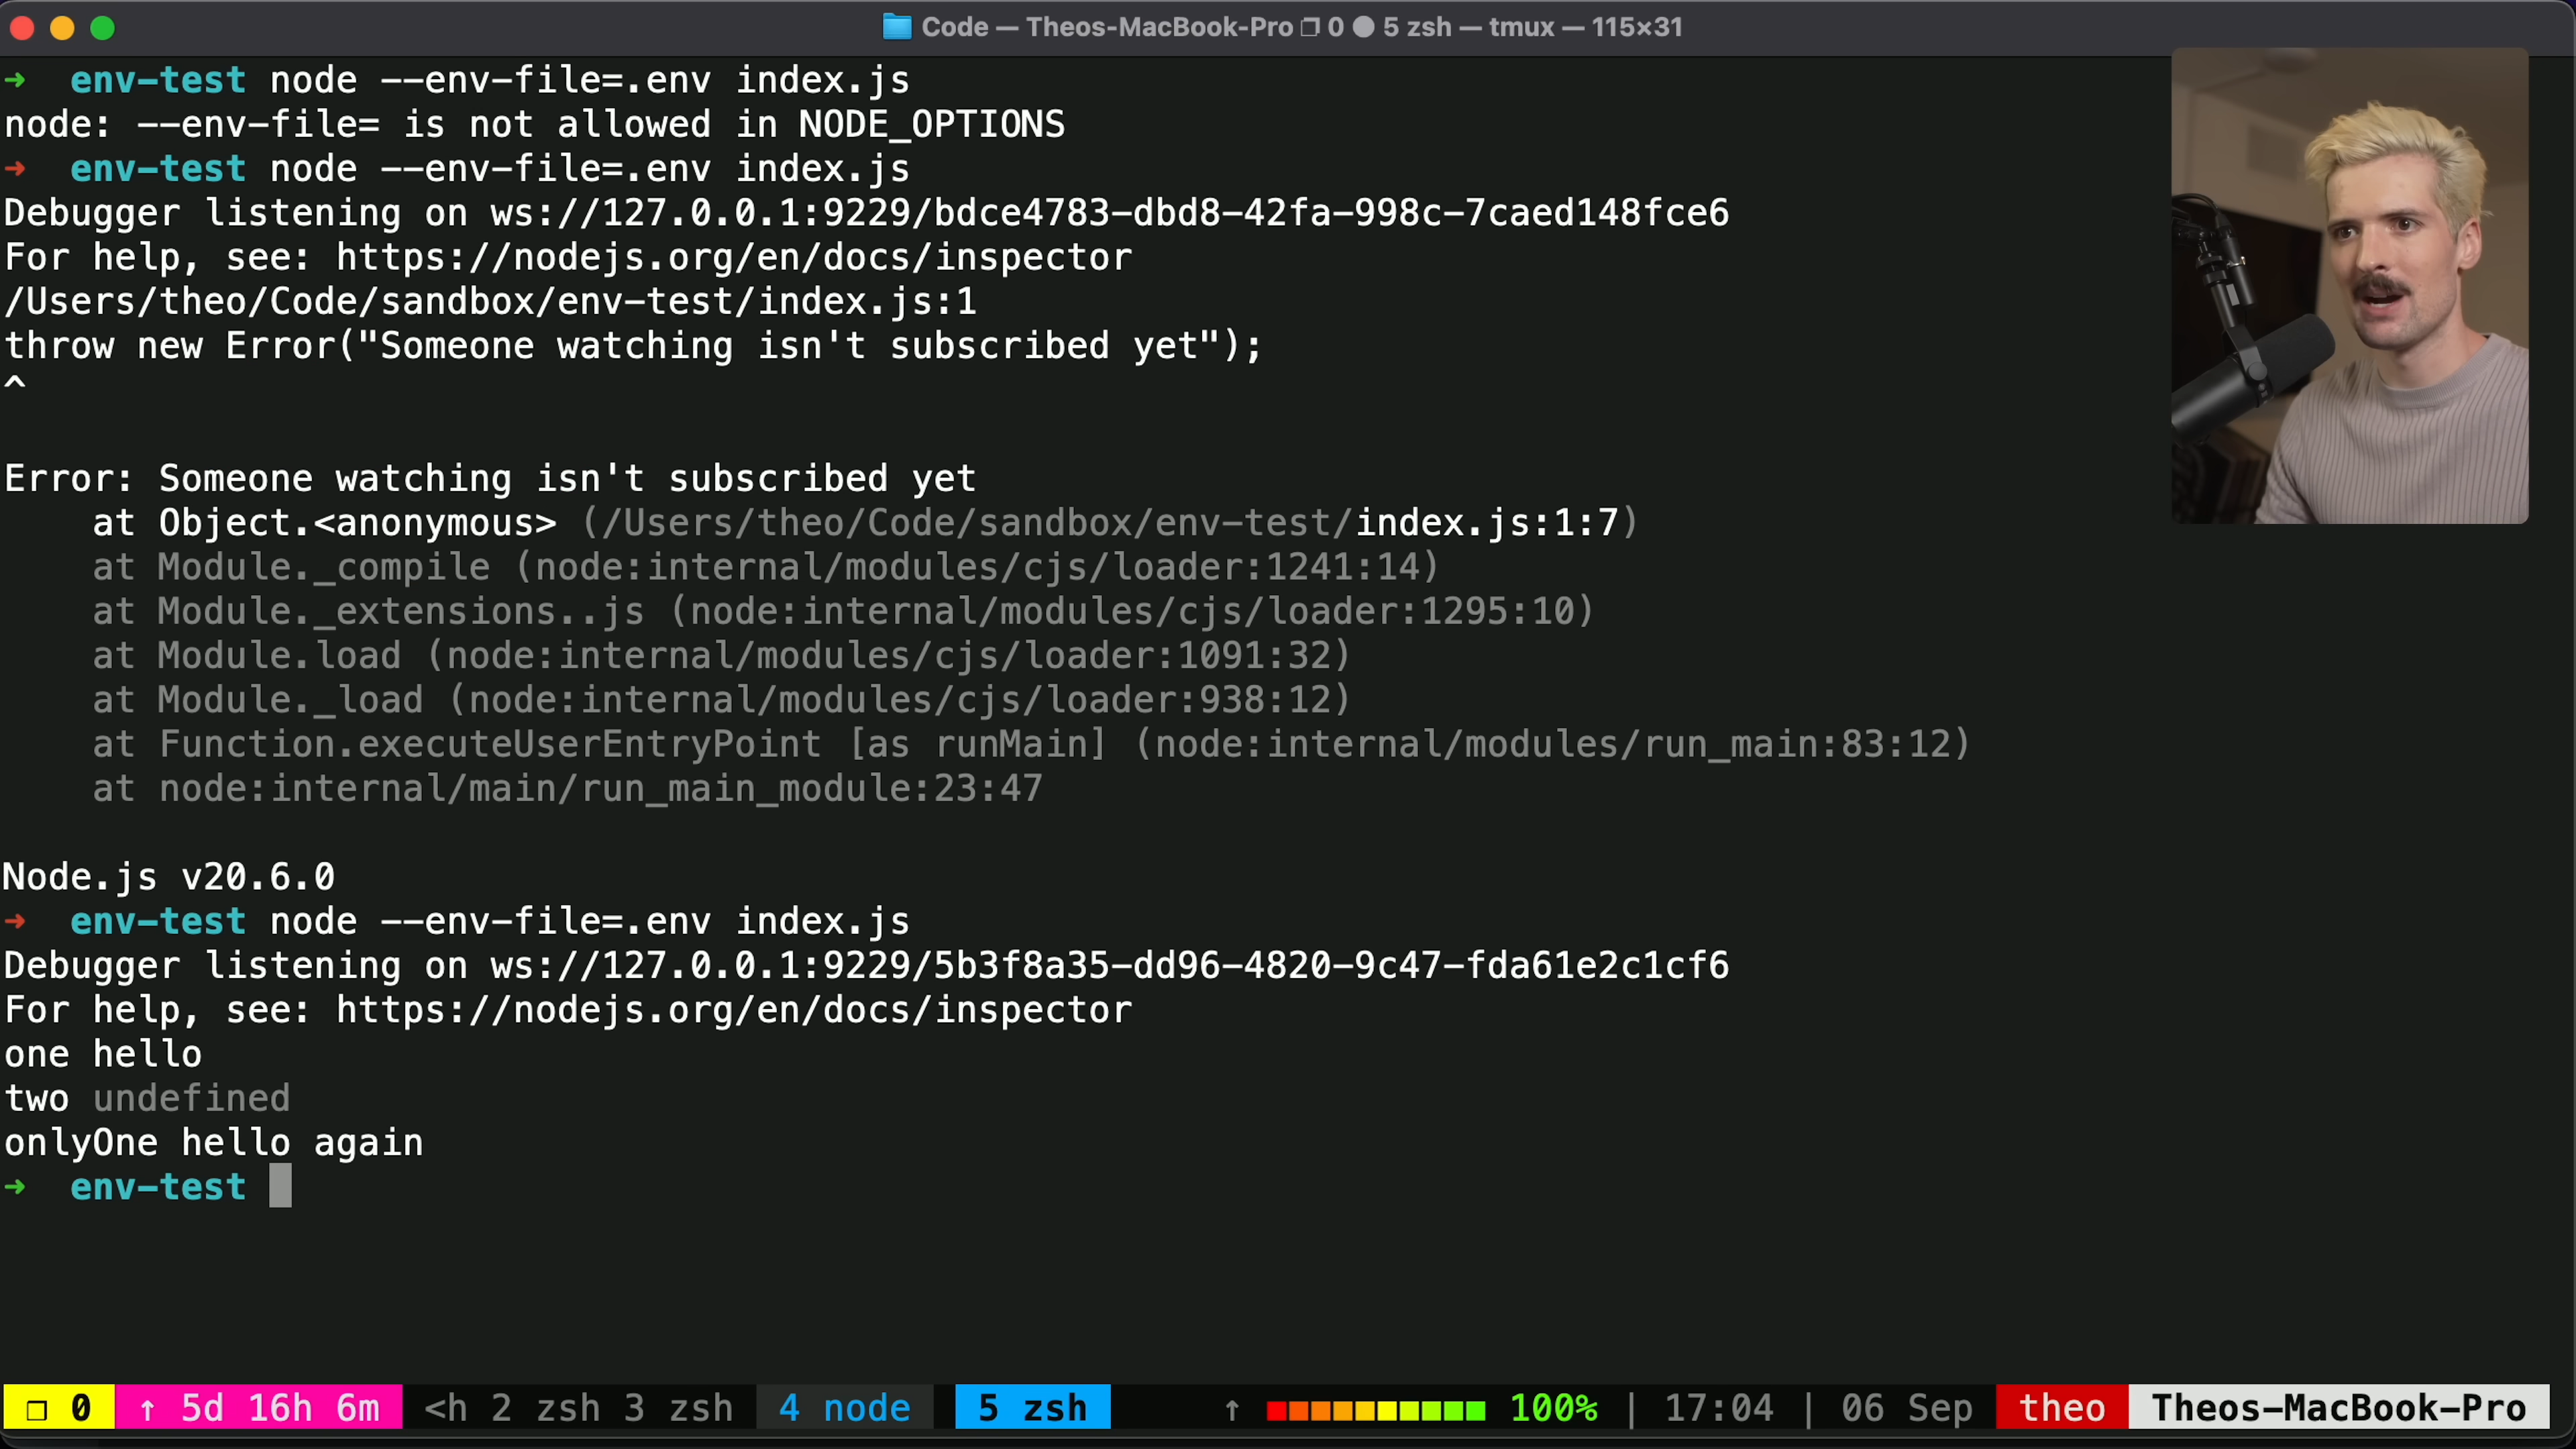 Code — Theos-MacBook-Pro ❐ 0 ● 5 zsh — tmux — 115×31
➜ env-test node --env-file=.env index.js
node: --env-file= is not allowed in NODE_OPTIONS
➜ env-test node --env-file=.env index.js
Debugger listening on ws://127.0.0.1:9229/bdce4783-dbd8-42fa-998c-7caed148fce6
For help, see: https://nodejs.org/en/docs/inspector
/Users/theo/Code/sandbox/env-test/index.js:1
throw new Error("Someone watching isn't subscribed yet");
^
Error: Someone watching isn't subscribed yet
    at Object.<anonymous> (/Users/theo/Code/sandbox/env-test/index.js:1:7)
    at Module._compile (node:internal/modules/cjs/loader:1241:14)
    at Module._extensions..js (node:internal/modules/cjs/loader:1295:10)
    at Module.load (node:internal/modules/cjs/loader:1091:32)
    at Module._load (node:internal/modules/cjs/loader:938:12)
    at Function.executeUserEntryPoint [as runMain] (node:internal/modules/run_main:83:12)
    at node:internal/main/run_main_module:23:47
Node.js v20.6.0
➜ env-test node --env-file=.env index.js
Debugger listening on ws://127.0.0.1:9229/5b3f8a35-dd96-4820-9c47-fda61e2c1cf6
For help, see: https://nodejs.org/en/docs/inspector
one hello
two undefined
onlyOne hello again
➜ env-test
❐ 0 ↑ 5d 16h 6m <h 2 zsh 3 zsh 4 node 5 zsh ↑ 100% | 17:04 | 06 Sep theo Theos-MacBook-Pro